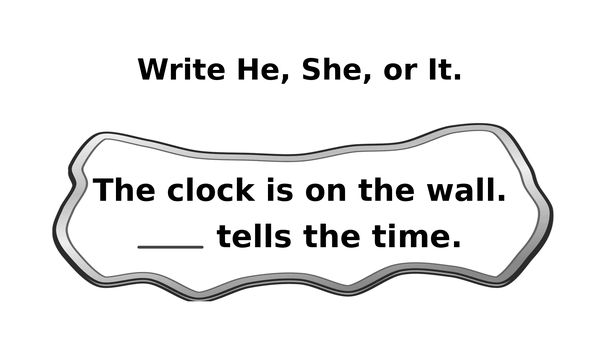 Write He, She, or It.
The clock is on the wall.
____ tells the time.